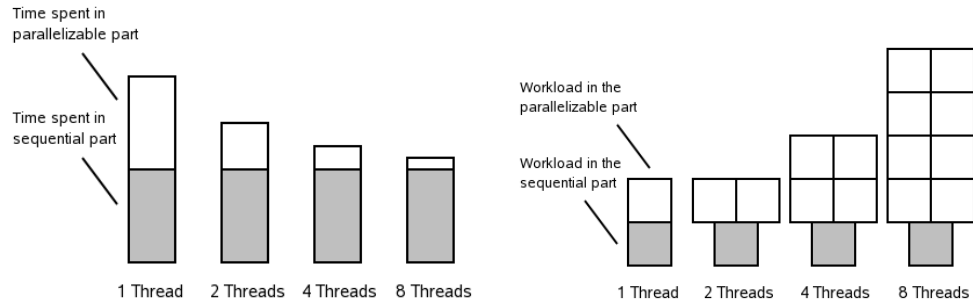 Time spent in
parallelizable part
Time spent in
sequential part
1 Thread
2 Threads
4 Threads
8 Threads
Workload in the
parallelizable part
Workload in the
sequential part
1 Thread
2 Threads
4 Threads
8 Threads